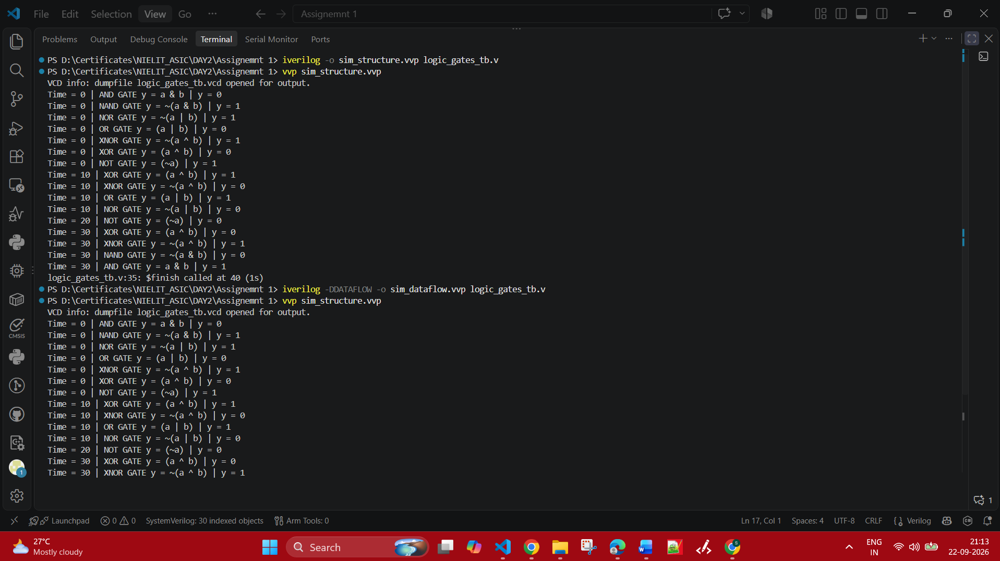 File Edit Selection View Go ··· Assignemnt 1
Problems Output Debug Console Terminal Serial Monitor Ports
PS D:\Certificates\NIELIT_ASIC\DAY2\Assignemnt 1> iverilog -o sim_structure.vvp logic_gates_tb.v
PS D:\Certificates\NIELIT_ASIC\DAY2\Assignemnt 1> vvp sim_structure.vvp
VCD info: dumpfile logic_gates_tb.vcd opened for output.
Time = 0 | AND GATE y = a & b | y = 0
Time = 0 | NAND GATE y = ~(a & b) | y = 1
Time = 0 | NOR GATE y = ~(a | b) | y = 1
Time = 0 | OR GATE y = (a | b) | y = 0
Time = 0 | XNOR GATE y = ~(a ^ b) | y = 1
Time = 0 | XOR GATE y = (a ^ b) | y = 0
Time = 0 | NOT GATE y = (~a) | y = 1
Time = 10 | XOR GATE y = (a ^ b) | y = 1
Time = 10 | XNOR GATE y = ~(a ^ b) | y = 0
Time = 10 | OR GATE y = (a | b) | y = 1
Time = 10 | NOR GATE y = ~(a | b) | y = 0
Time = 20 | NOT GATE y = (~a) | y = 0
Time = 30 | XOR GATE y = (a ^ b) | y = 0
Time = 30 | XNOR GATE y = ~(a ^ b) | y = 1
Time = 30 | NAND GATE y = ~(a & b) | y = 0
Time = 30 | AND GATE y = a & b | y = 1
logic_gates_tb.v:35: $finish called at 40 (1s)
PS D:\Certificates\NIELIT_ASIC\DAY2\Assignemnt 1> iverilog -DDATAFLOW -o sim_dataflow.vvp logic_gates_tb.v
PS D:\Certificates\NIELIT_ASIC\DAY2\Assignemnt 1> vvp sim_structure.vvp
VCD info: dumpfile logic_gates_tb.vcd opened for output.
Time = 0 | AND GATE y = a & b | y = 0
Time = 0 | NAND GATE y = ~(a & b) | y = 1
Time = 0 | NOR GATE y = ~(a | b) | y = 1
Time = 0 | OR GATE y = (a | b) | y = 0
Time = 0 | XNOR GATE y = ~(a ^ b) | y = 1
Time = 0 | XOR GATE y = (a ^ b) | y = 0
Time = 0 | NOT GATE y = (~a) | y = 1
Time = 10 | XOR GATE y = (a ^ b) | y = 1
Time = 10 | XNOR GATE y = ~(a ^ b) | y = 0
Time = 10 | OR GATE y = (a | b) | y = 1
Time = 10 | NOR GATE y = ~(a | b) | y = 0
Time = 20 | NOT GATE y = (~a) | y = 0
Time = 30 | XOR GATE y = (a ^ b) | y = 0
Time = 30 | XNOR GATE y = ~(a ^ b) | y = 1
CMSIS
1
1
Launchpad 0 0 SystemVerilog: 30 indexed objects Arm Tools: 0 Ln 17, Col 1 Spaces: 4 UTF-8 CRLF {} Verilog
27°C
Mostly cloudy
Search
ENG
IN
21:13
22-09-2026